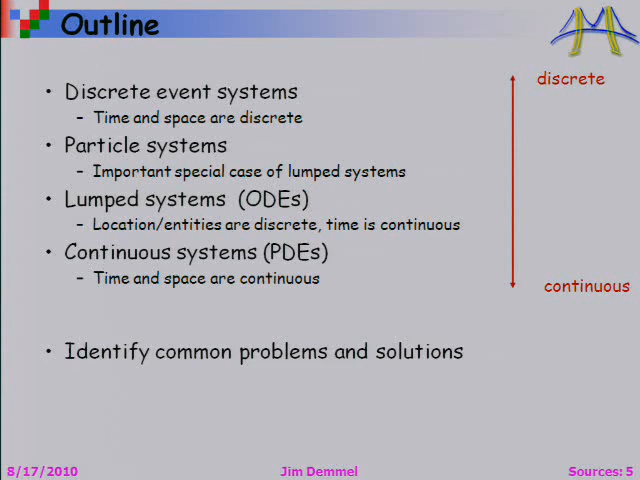 Outline
discrete
• Discrete event systems
– Time and space are discrete
• Particle systems
– Important special case of lumped systems
• Lumped systems (ODEs)
– Location/entities are discrete, time is continuous
• Continuous systems (PDEs)
– Time and space are continuous
continuous
• Identify common problems and solutions
8/17/2010 Jim Demmel Sources: 5